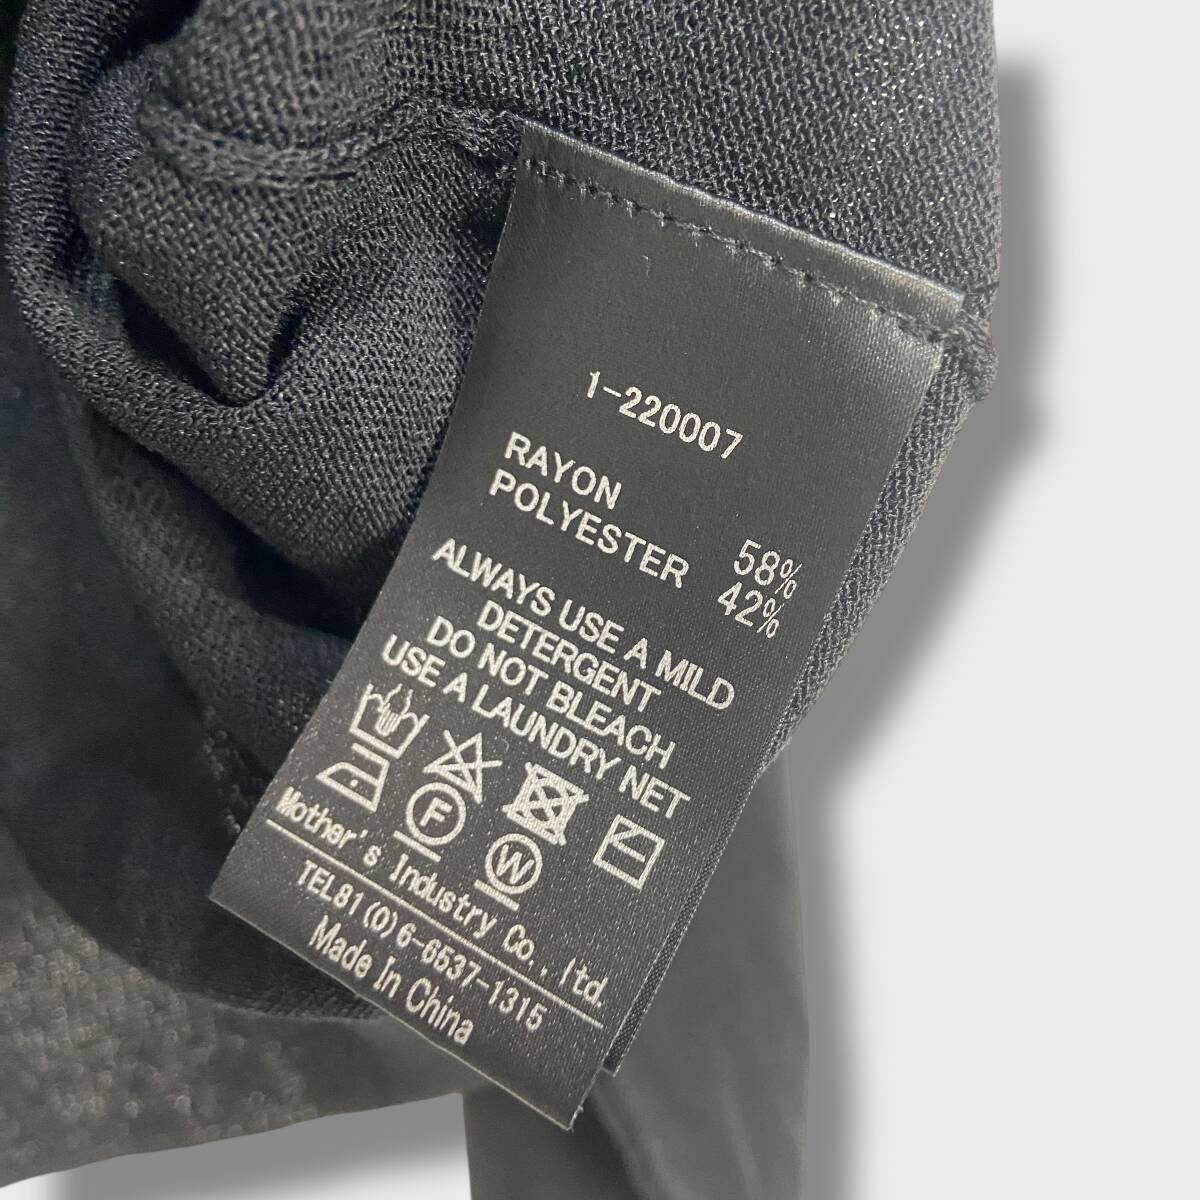 1-220007
RAYON 58%
POLYESTER 42%
ALWAYS USE A MILD
DETERGENT
DO NOT BLEACH
USE A LAUNDRY NET
F
W
Mother's Industry Co., ltd.
TEL81(0)6-6537-1315
Made In China